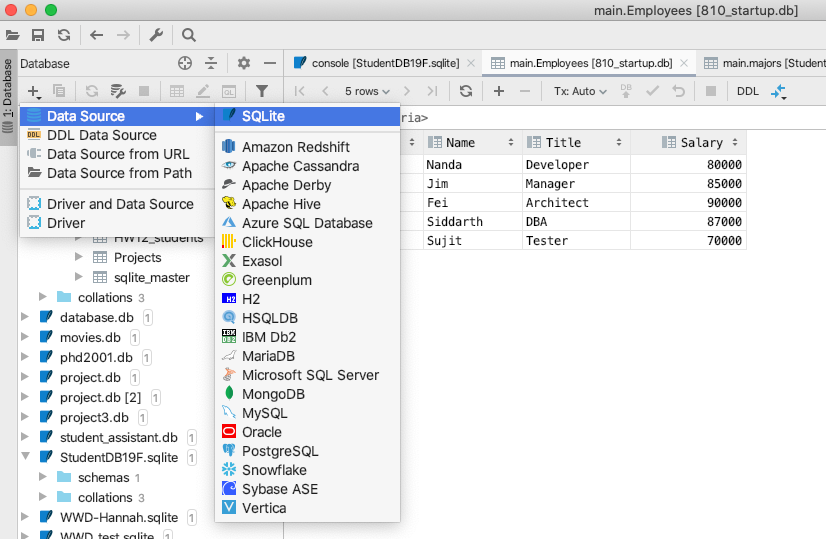 main.Employees [810_startup.db]
1: Database
Database
console [StudentDB19F.sqlite]
main.Employees [810_startup.db]
main.majors [Student
5 rows
Tx: Auto
DB
DDL
QL
Data Source
DDL Data Source
Data Source from URL
Data Source from Path
Driver and Data Source
Driver
SQLite
Amazon Redshift
Apache Cassandra
Apache Derby
Apache Hive
Azure SQL Database
ClickHouse
Exasol
Greenplum
H2 H2
HSQLDB
IBM DB2 IBM Db2
MariaDB
Microsoft SQL Server
MongoDB
MySQL
Oracle
PostgreSQL
Snowflake
Sybase ASE
Vertica
ria>
Name Title Salary
Nanda Developer 80000
Jim Manager 85000
Fei Architect 90000
Siddarth DBA 87000
Sujit Tester 70000
HW12_students
Projects
sqlite_master
collations 3
database.db 1
movies.db 1
phd2001.db 1
project.db 1
project.db [2] 1
project3.db 1
student_assistant.db 1
StudentDB19F.sqlite 1
schemas 1
collations 3
WWD-Hannah.sqlite 1
WWD_test.sqlite 1